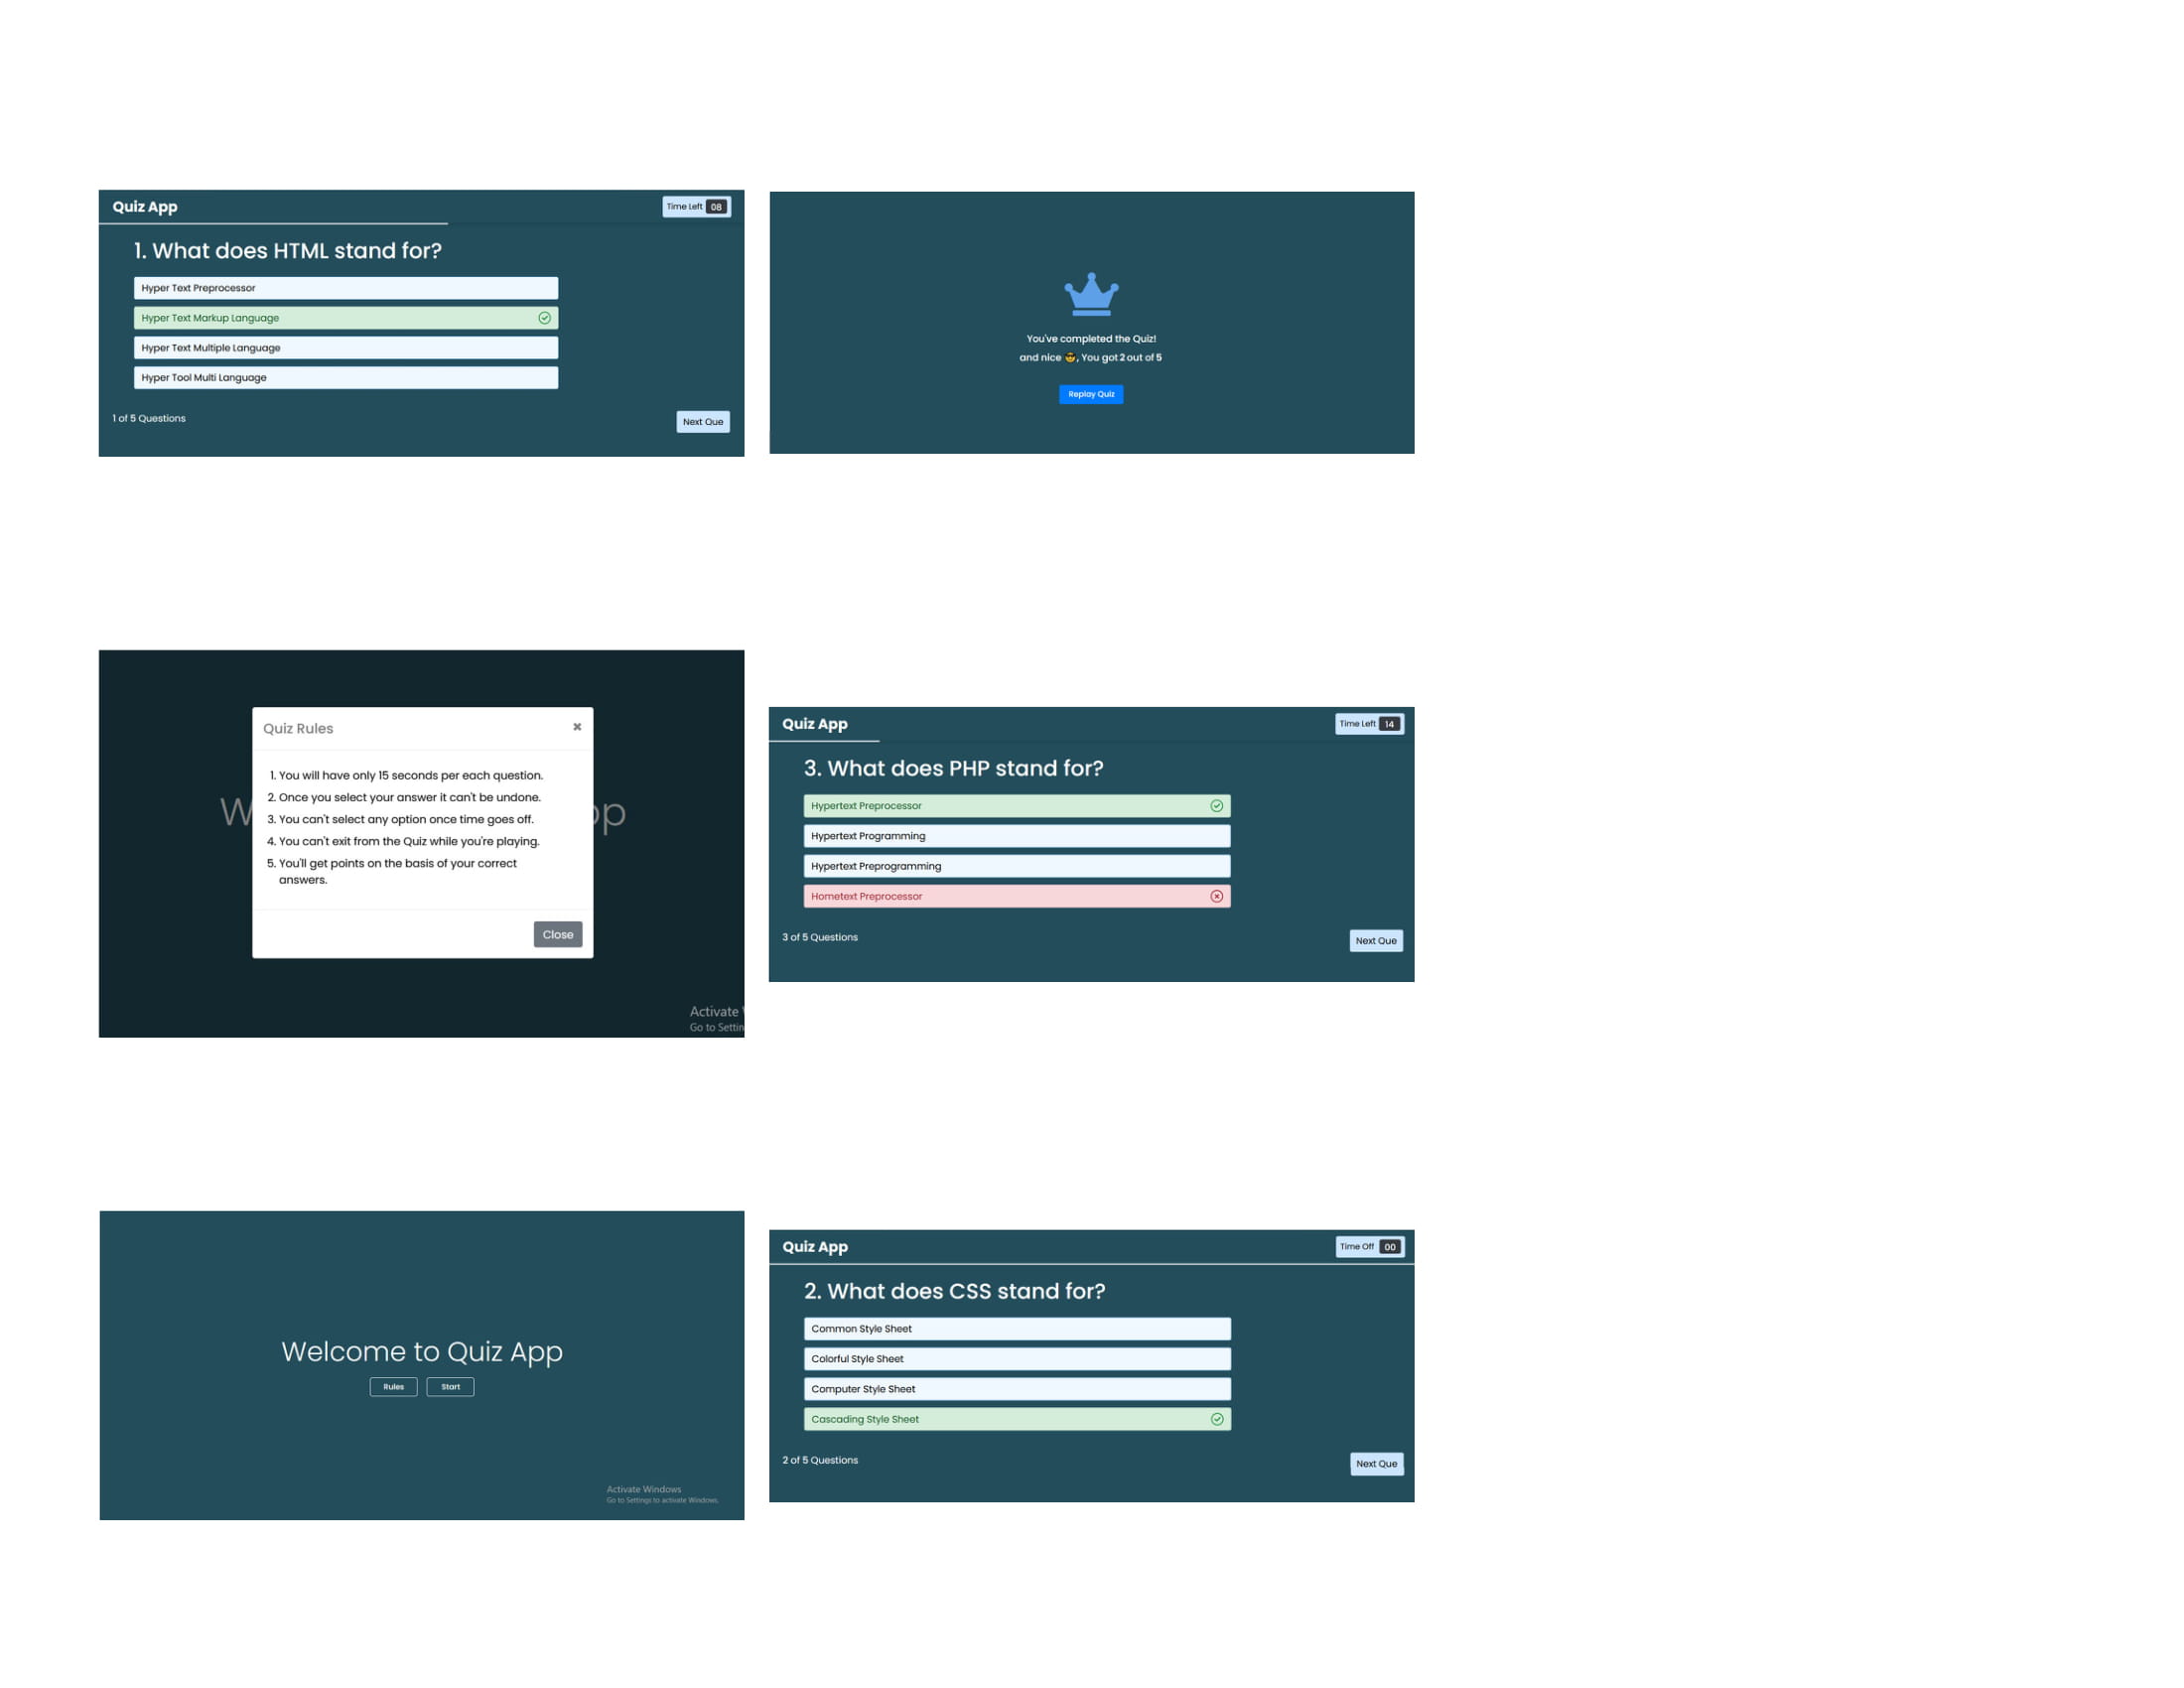 Quiz App
Time Left 08
1. What does HTML stand for?
Hyper Text Preprocessor
Hyper Text Markup Language
Hyper Text Multiple Language
Hyper Tool Multi Language
1 of 5 Questions
Next Que
You've completed the Quiz!
and nice 😎, You got 2 out of 5
Replay Quiz
Quiz Rules
1. You will have only 15 seconds per each question.
2. Once you select your answer it can't be undone.
3. You can't select any option once time goes off.
4. You can't exit from the Quiz while you're playing.
5. You'll get points on the basis of your correct
answers.
W
pp
Close
Activate
Go to Settin
Quiz App
Time Left 14
3. What does PHP stand for?
Hypertext Preprocessor
Hypertext Programming
Hypertext Preprogramming
Hometext Preprocessor
3 of 5 Questions
Next Que
Welcome to Quiz App
Rules
Start
Activate Windows
Go to Settings to activate Windows.
Quiz App
Time Off 00
2. What does CSS stand for?
Common Style Sheet
Colorful Style Sheet
Computer Style Sheet
Cascading Style Sheet
2 of 5 Questions
Next Que